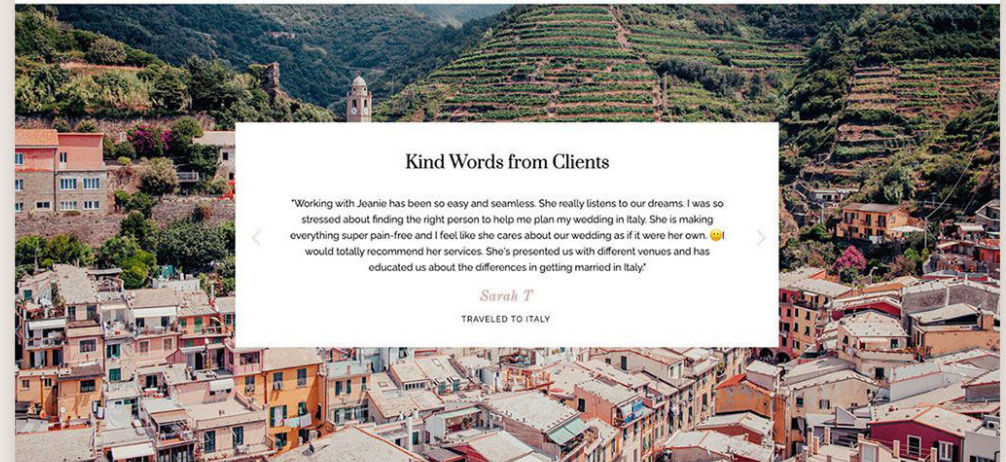 Kind Words from Clients
"Working with Jeanie has been so easy and seamless. She really listens to our dreams. I was so
stressed about finding the right person to help me plan my wedding in Italy. She is making
everything super pain-free and I feel like she cares about our wedding as if it were her own. 🙂I
would totally recommend her services. She's presented us with different venues and has
educated us about the differences in getting married in Italy."
Sarah T
TRAVELED TO ITALY